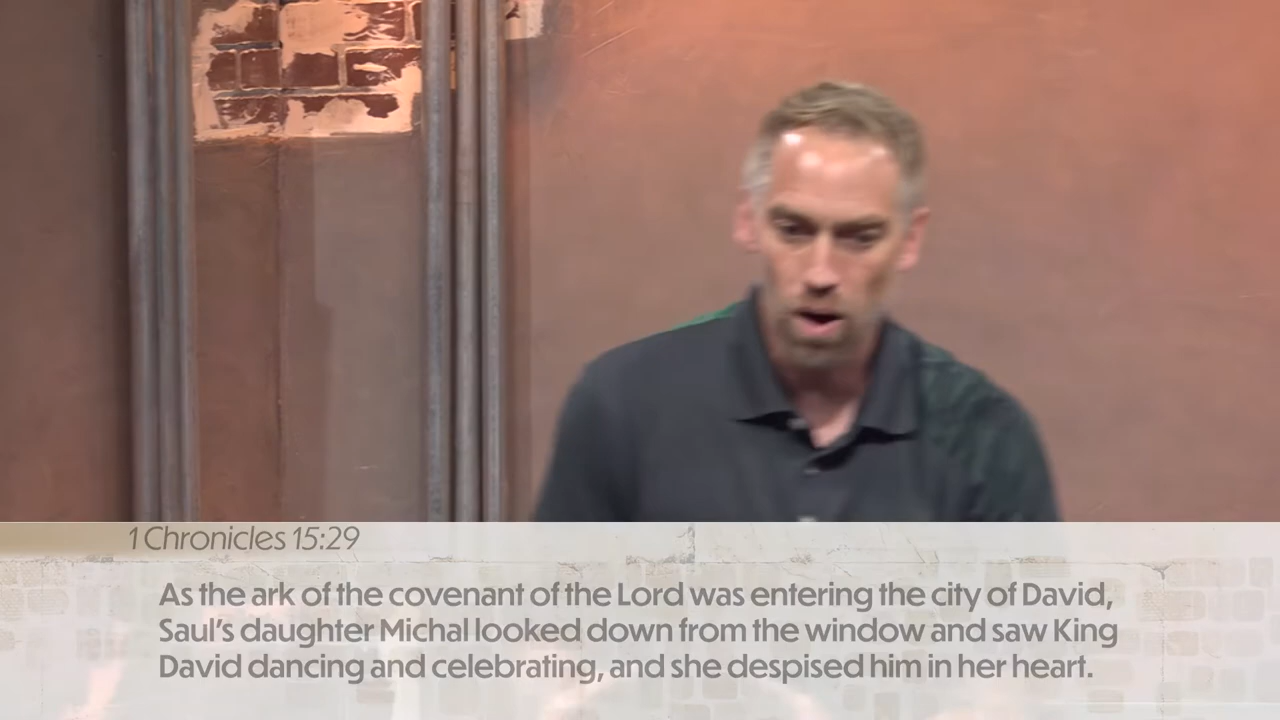 1 Chronicles 15:29
As the ark of the covenant of the Lord was entering the city of David,
Saul's daughter Michal looked down from the window and saw King
David dancing and celebrating, and she despised him in her heart.